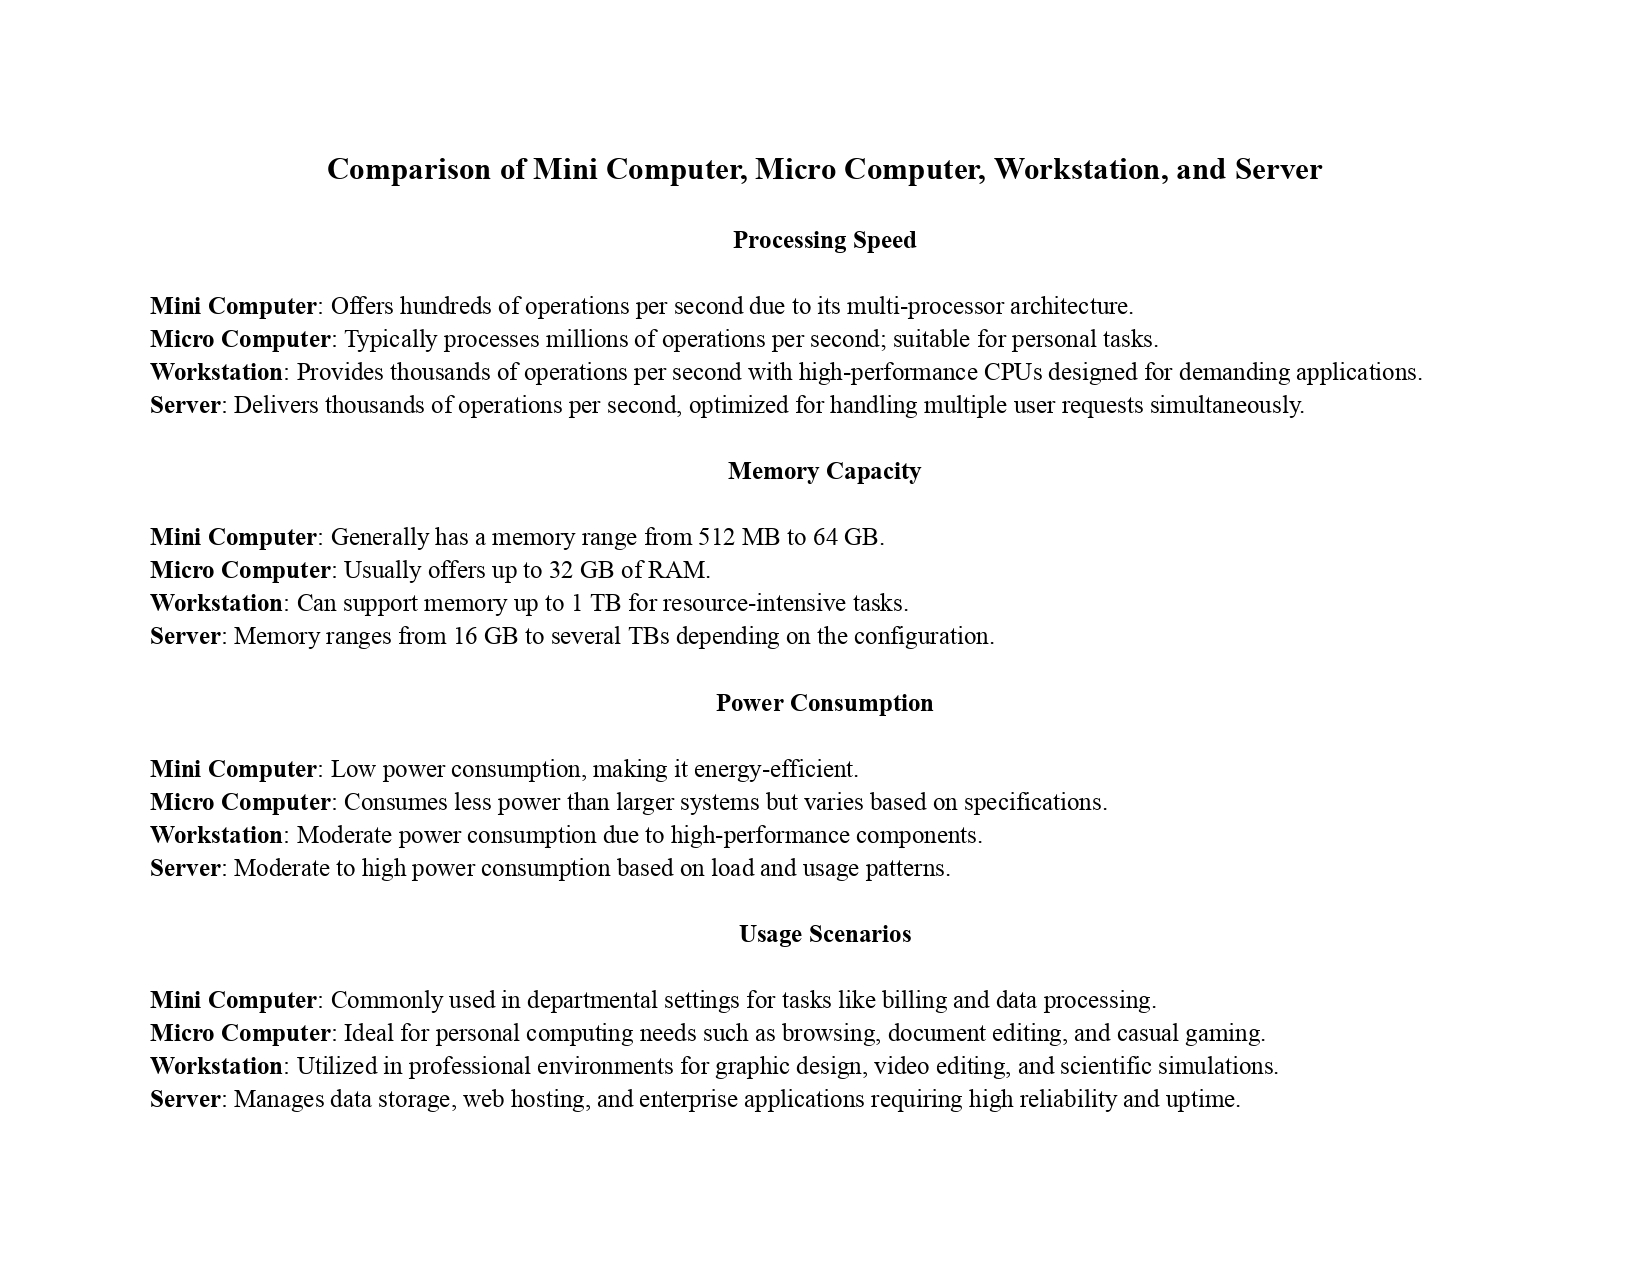 Comparison of Mini Computer, Micro Computer, Workstation, and Server
Processing Speed
Mini Computer: Offers hundreds of operations per second due to its multi-processor architecture.
Micro Computer: Typically processes millions of operations per second; suitable for personal tasks.
Workstation: Provides thousands of operations per second with high-performance CPUs designed for demanding applications.
Server: Delivers thousands of operations per second, optimized for handling multiple user requests simultaneously.
Memory Capacity
Mini Computer: Generally has a memory range from 512 MB to 64 GB.
Micro Computer: Usually offers up to 32 GB of RAM.
Workstation: Can support memory up to 1 TB for resource-intensive tasks.
Server: Memory ranges from 16 GB to several TBs depending on the configuration.
Power Consumption
Mini Computer: Low power consumption, making it energy-efficient.
Micro Computer: Consumes less power than larger systems but varies based on specifications.
Workstation: Moderate power consumption due to high-performance components.
Server: Moderate to high power consumption based on load and usage patterns.
Usage Scenarios
Mini Computer: Commonly used in departmental settings for tasks like billing and data processing.
Micro Computer: Ideal for personal computing needs such as browsing, document editing, and casual gaming.
Workstation: Utilized in professional environments for graphic design, video editing, and scientific simulations.
Server: Manages data storage, web hosting, and enterprise applications requiring high reliability and uptime.